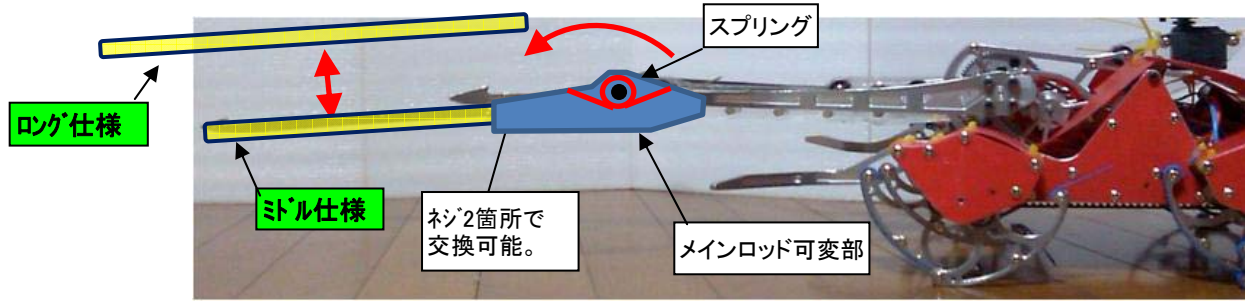 スプリング
ﾛﾝｸﾞ仕様
ﾐﾄﾞﾙ仕様
ﾈｼﾞ2箇所で
交換可能。
メインロッド可変部